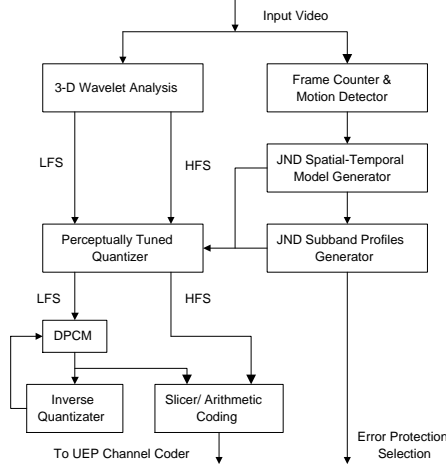 Input Video
3-D Wavelet Analysis
Frame Counter &
Motion Detector
LFS
HFS
JND Spatial-Temporal
Model Generator
Perceptually Tuned
Quantizer
JND Subband Profiles
Generator
LFS
HFS
DPCM
Inverse
Quantizater
Slicer/ Arithmetic
Coding
To UEP Channel Coder
Error Protection
Selection